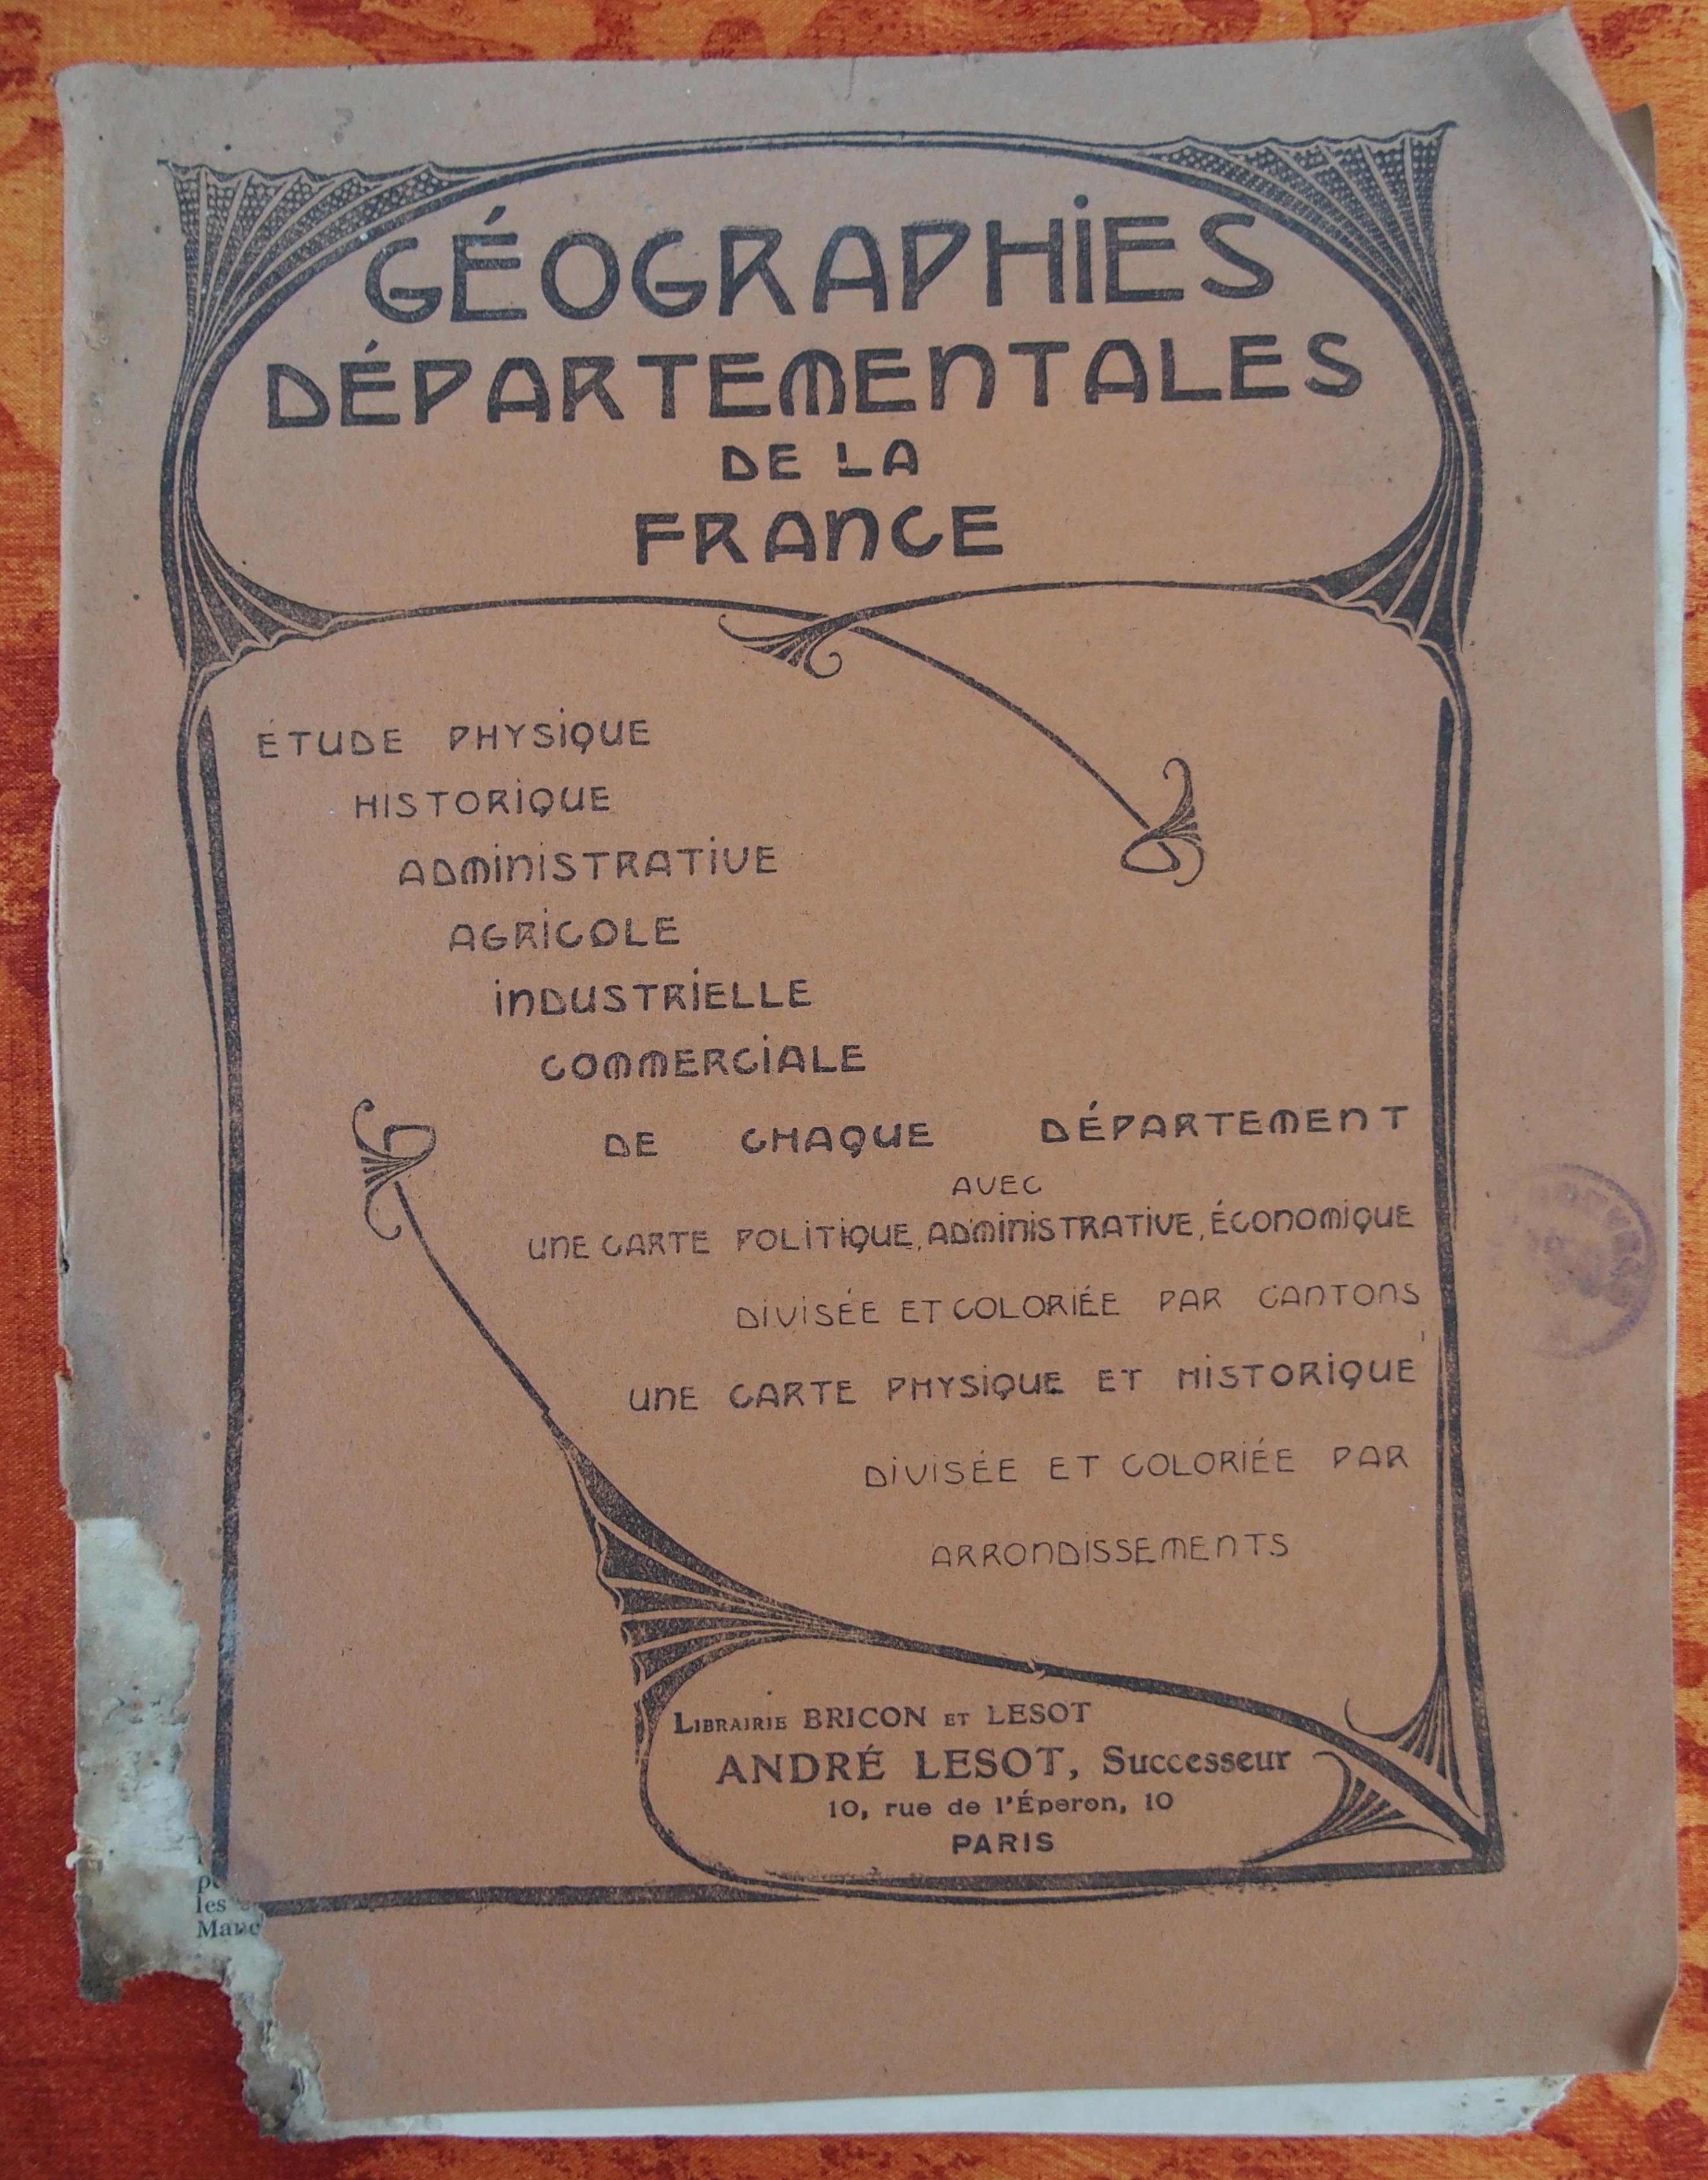 GÉOGRAPHIES
DÉPARTEMENTALES
DE LA
FRANCE
ÉTUDE PHYSIQUE
HISTORIQUE
ADMINISTRATIVE
AGRICOLE
INDUSTRIELLE
COMMERCIALE
DE CHAQUE DÉPARTEMENT
AVEC
UNE CARTE POLITIQUE, ADMINISTRATIVE, ÉCONOMIQUE
DIVISÉE ET COLORIÉE PAR CANTONS
UNE CARTE PHYSIQUE ET HISTORIQUE
DIVISÉE ET COLORIÉE PAR
ARRONDISSEMENTS
LIBRAIRIE BRICON ET LESOT
ANDRÉ LESOT, Successeur
10, rue de l'Éperon, 10
PARIS
les